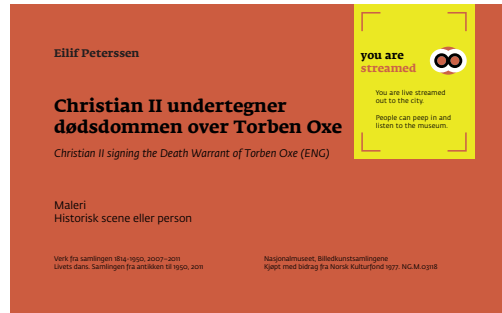 Eilif Peterssen
Christian II undertegner
dødsdommen over Torben Oxe
Christian II signing the Death Warrant of Torben Oxe (ENG)
Maleri
Historisk scene eller person
Verk fra samlingen 1814-1950, 2007–2011
Livets dans. Samlingen fra antikken til 1950, 2011
Nasjonalmuseet, Billedkunstsamlingene
Kjøpt med bidrag fra Norsk Kulturfond 1977. NG.M.03118
you are
streamed
You are live streamed
out to the city.
People can peep in and
listen to the museum.